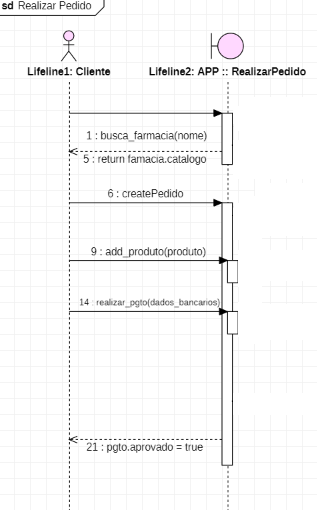 sd Realizar Pedido
Lifeline1: Cliente
Lifeline2: APP :: RealizarPedido
1 : busca_farmacia(nome)
5 : return famacia.catalogo
6 : createPedido
9 : add_produto(produto)
14 : realizar_pgto(dados_bancarios)
21 : pgto.aprovado = true